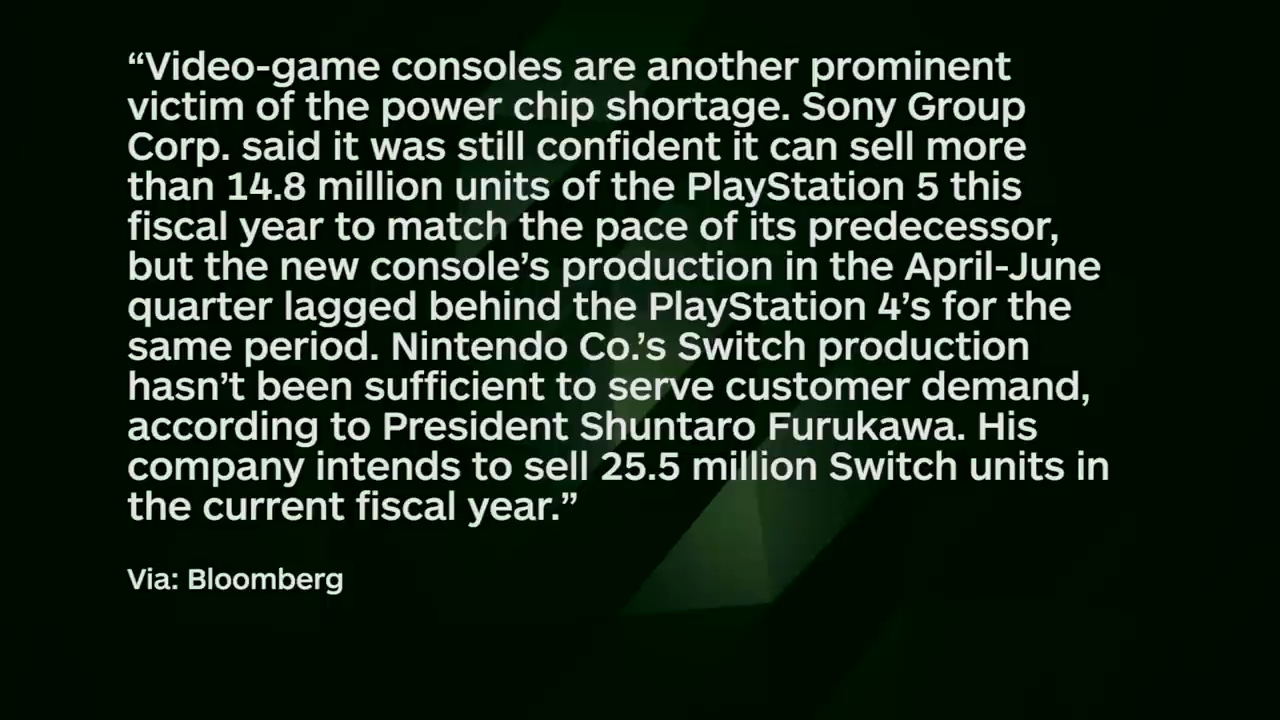 “Video-game consoles are another prominent
victim of the power chip shortage. Sony Group
Corp. said it was still confident it can sell more
than 14.8 million units of the PlayStation 5 this
fiscal year to match the pace of its predecessor,
but the new console’s production in the April-June
quarter lagged behind the PlayStation 4’s for the
same period. Nintendo Co.’s Switch production
hasn’t been sufficient to serve customer demand,
according to President Shuntaro Furukawa. His
company intends to sell 25.5 million Switch units in
the current fiscal year.”
Via: Bloomberg